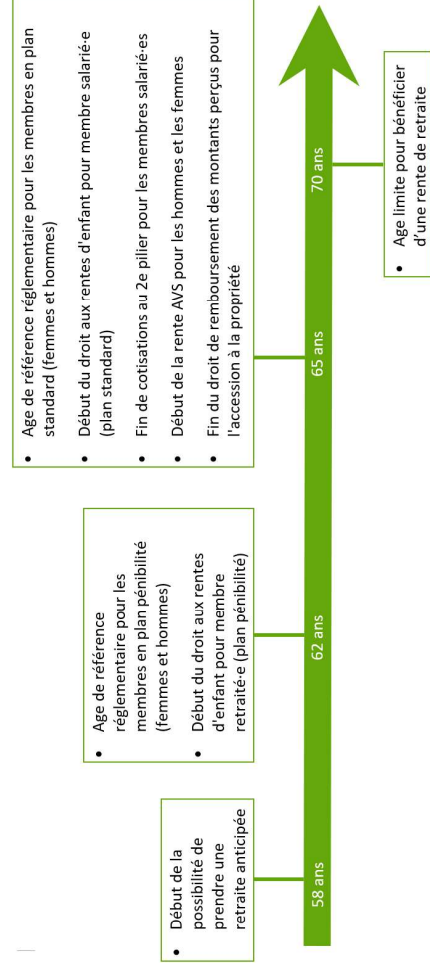 • Début de la
possibilité de
prendre une
retraite anticipée
• Age de référence
réglementaire pour les
membres en plan pénibilité
(femmes et hommes)
• Début du droit aux rentes
d'enfant pour membre
retraité·e (plan pénibilité)
• Age de référence réglementaire pour les membres en plan
standard (femmes et hommes)
• Début du droit aux rentes d'enfant pour membre salarié·e
(plan standard)
• Fin de cotisations au 2e pilier pour les membres salarié·es
• Début de la rente AVS pour les hommes et les femmes
• Fin du droit de remboursement des montants perçus pour
l'accession à la propriété
58 ans
62 ans
65 ans
70 ans
• Age limite pour bénéficier
d'une rente de retraite